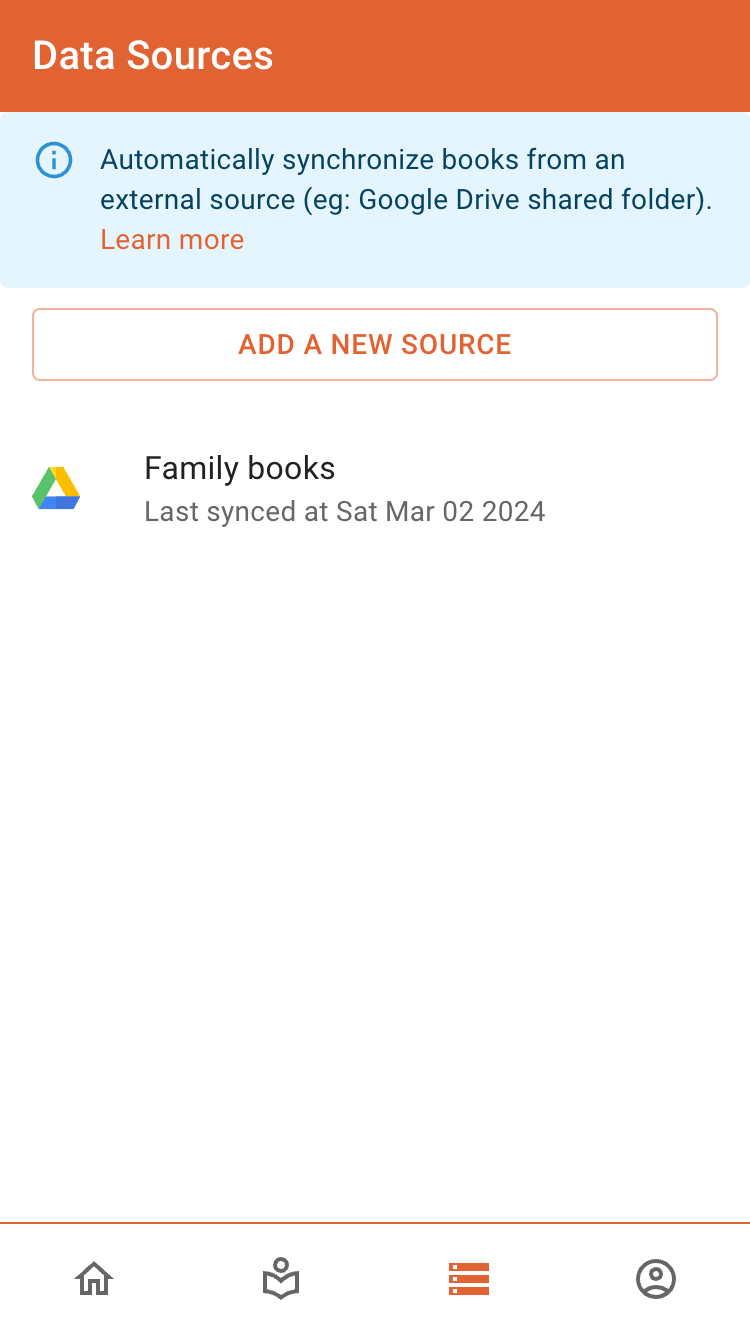 Data Sources
Automatically synchronize books from an
external source (eg: Google Drive shared folder).
Learn more
ADD A NEW SOURCE
Family books
Last synced at Sat Mar 02 2024